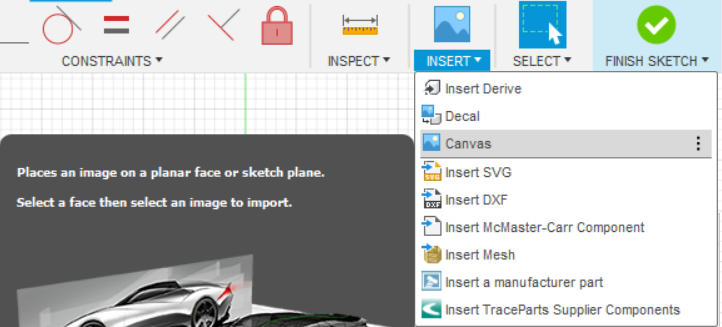 CONSTRAINTS ▾ INSPECT ▾ INSERT ▾ SELECT ▾ FINISH SKETCH ▾
Insert Derive
Decal
Canvas
Places an image on a planar face or sketch plane.
Select a face then select an image to import.
Insert SVG
Insert DXF
Insert McMaster-Carr Component
Insert Mesh
Insert a manufacturer part
Insert TraceParts Supplier Components